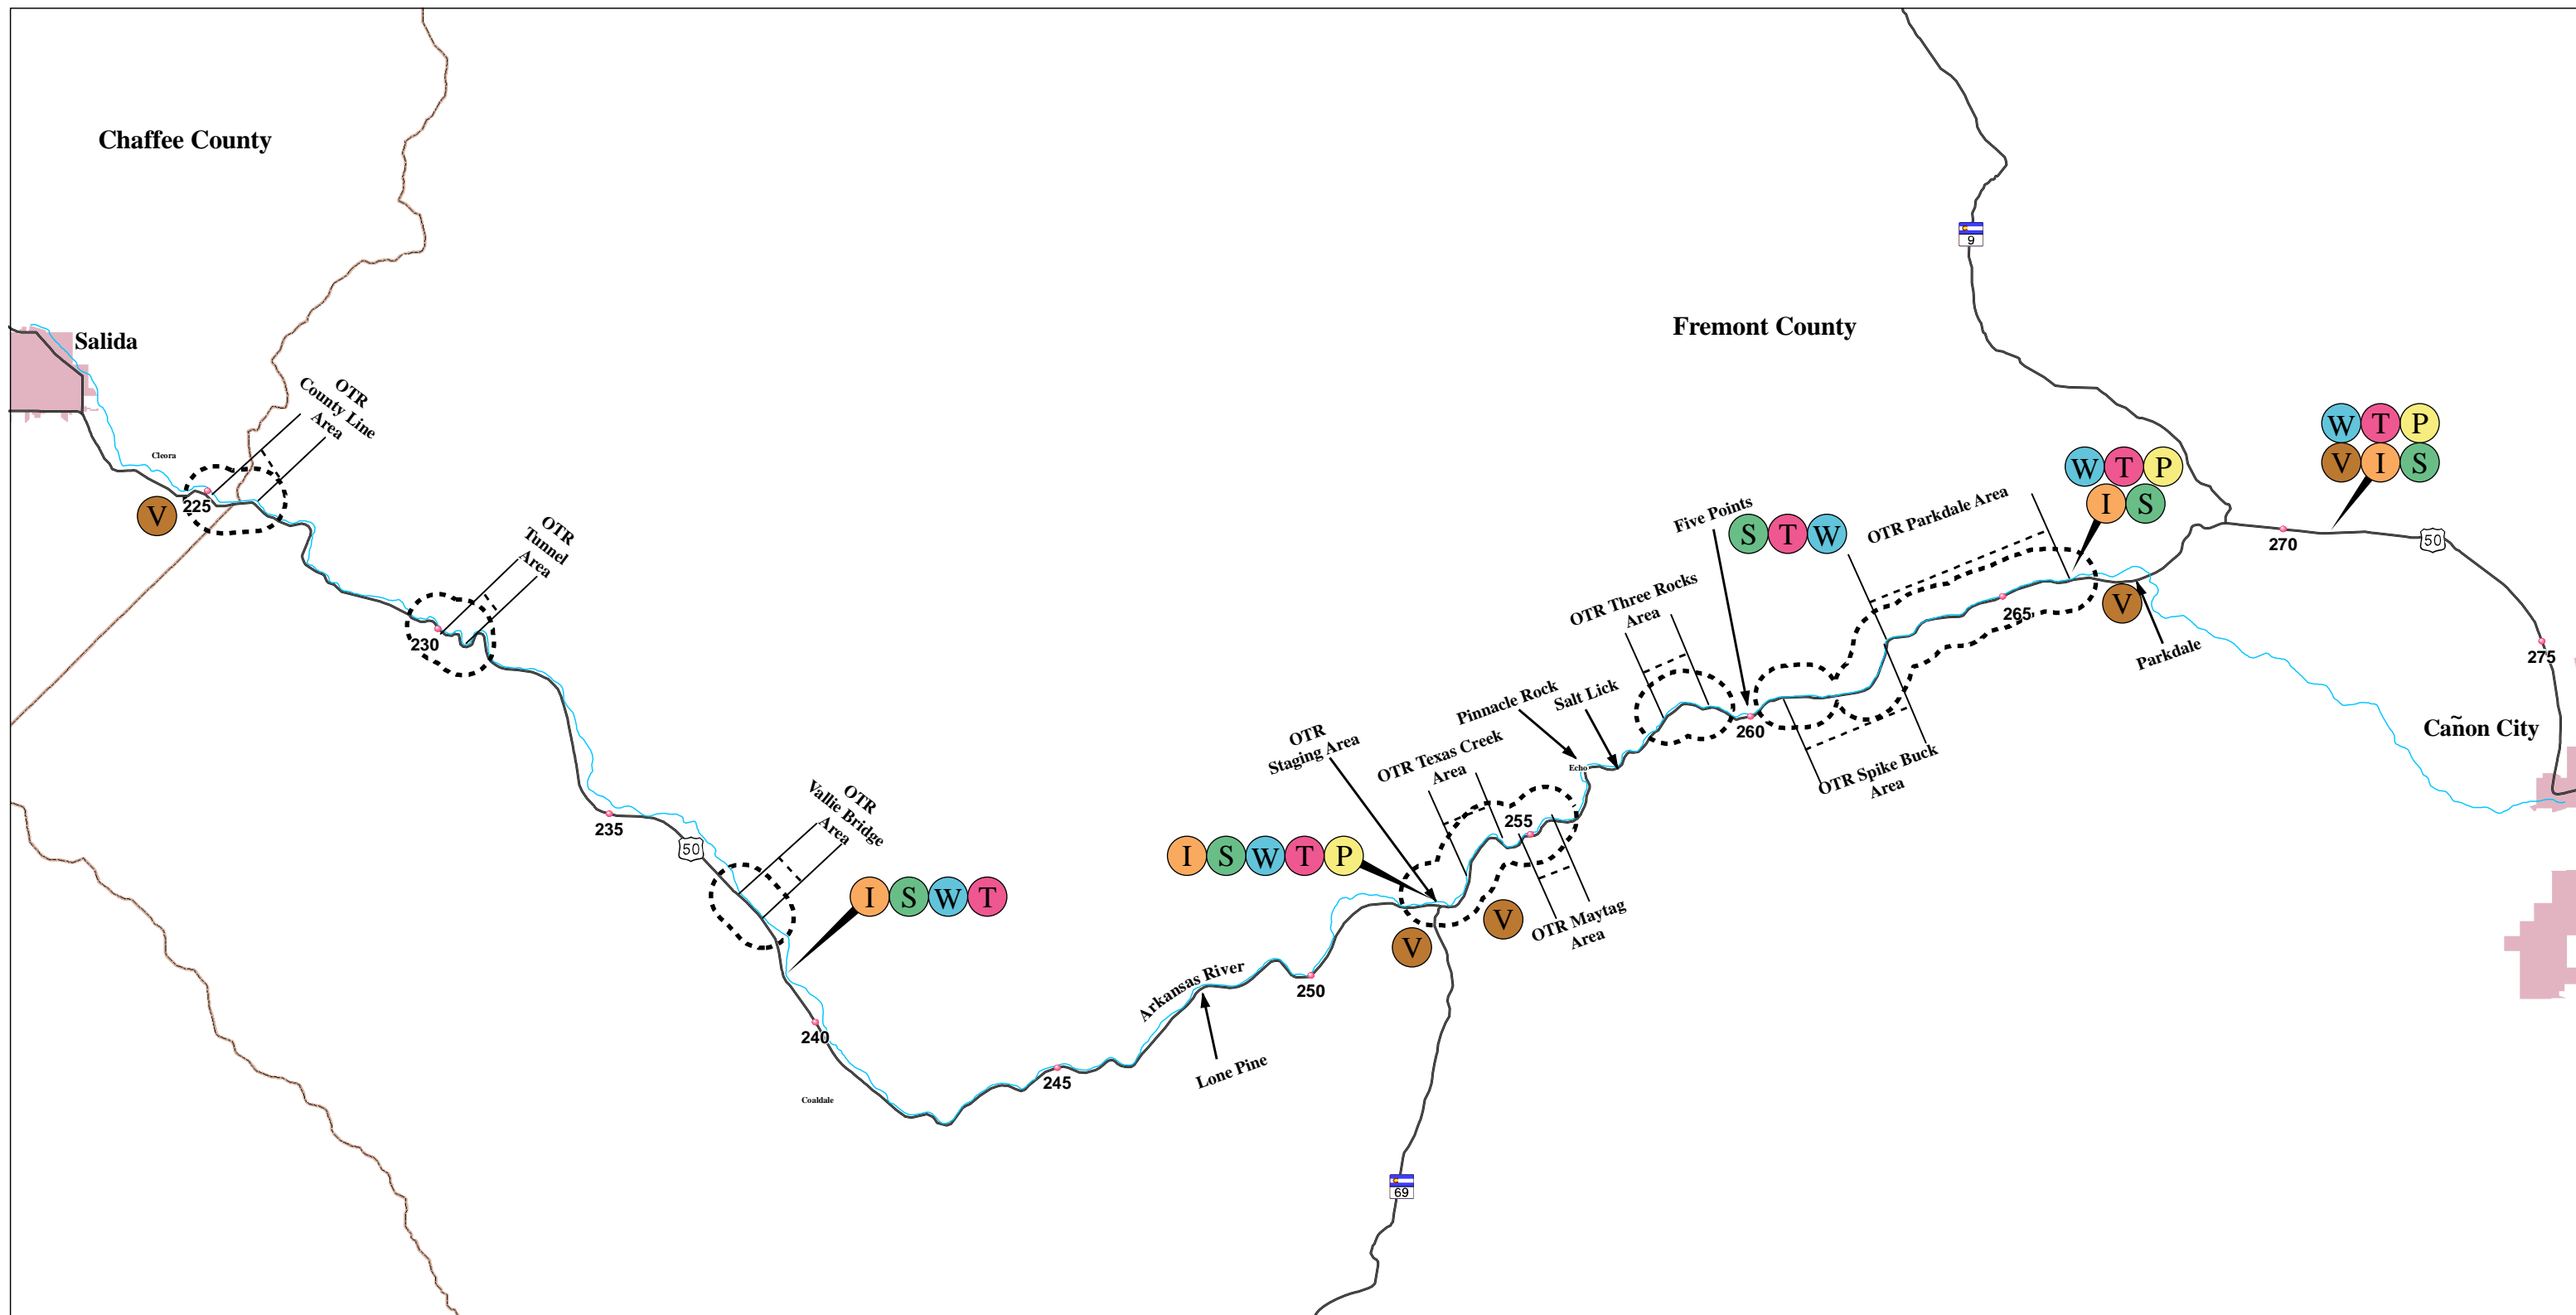 Chaffee County
9
Fremont County
Salida
OTR
County Line
Area
Cleora
V
225
OTR
Tunnel
Area
230
235
50
OTR
Vallie Bridge
Area
I S W T
240
Coaldale
245
Arkansas River
Lone Pine
250
OTR
Staging Area
I S W T P
V
V
69
OTR Texas Creek
Area
255
OTR Maytag
Area
Pinnacle Rock
Salt Lick
Echo
OTR Three Rocks
Area
Five Points
S T W
260
OTR Spike Buck
Area
OTR Parkdale Area
265
W T P
I S
V
Parkdale
W T P
V I S
270
50
275
Cañon City